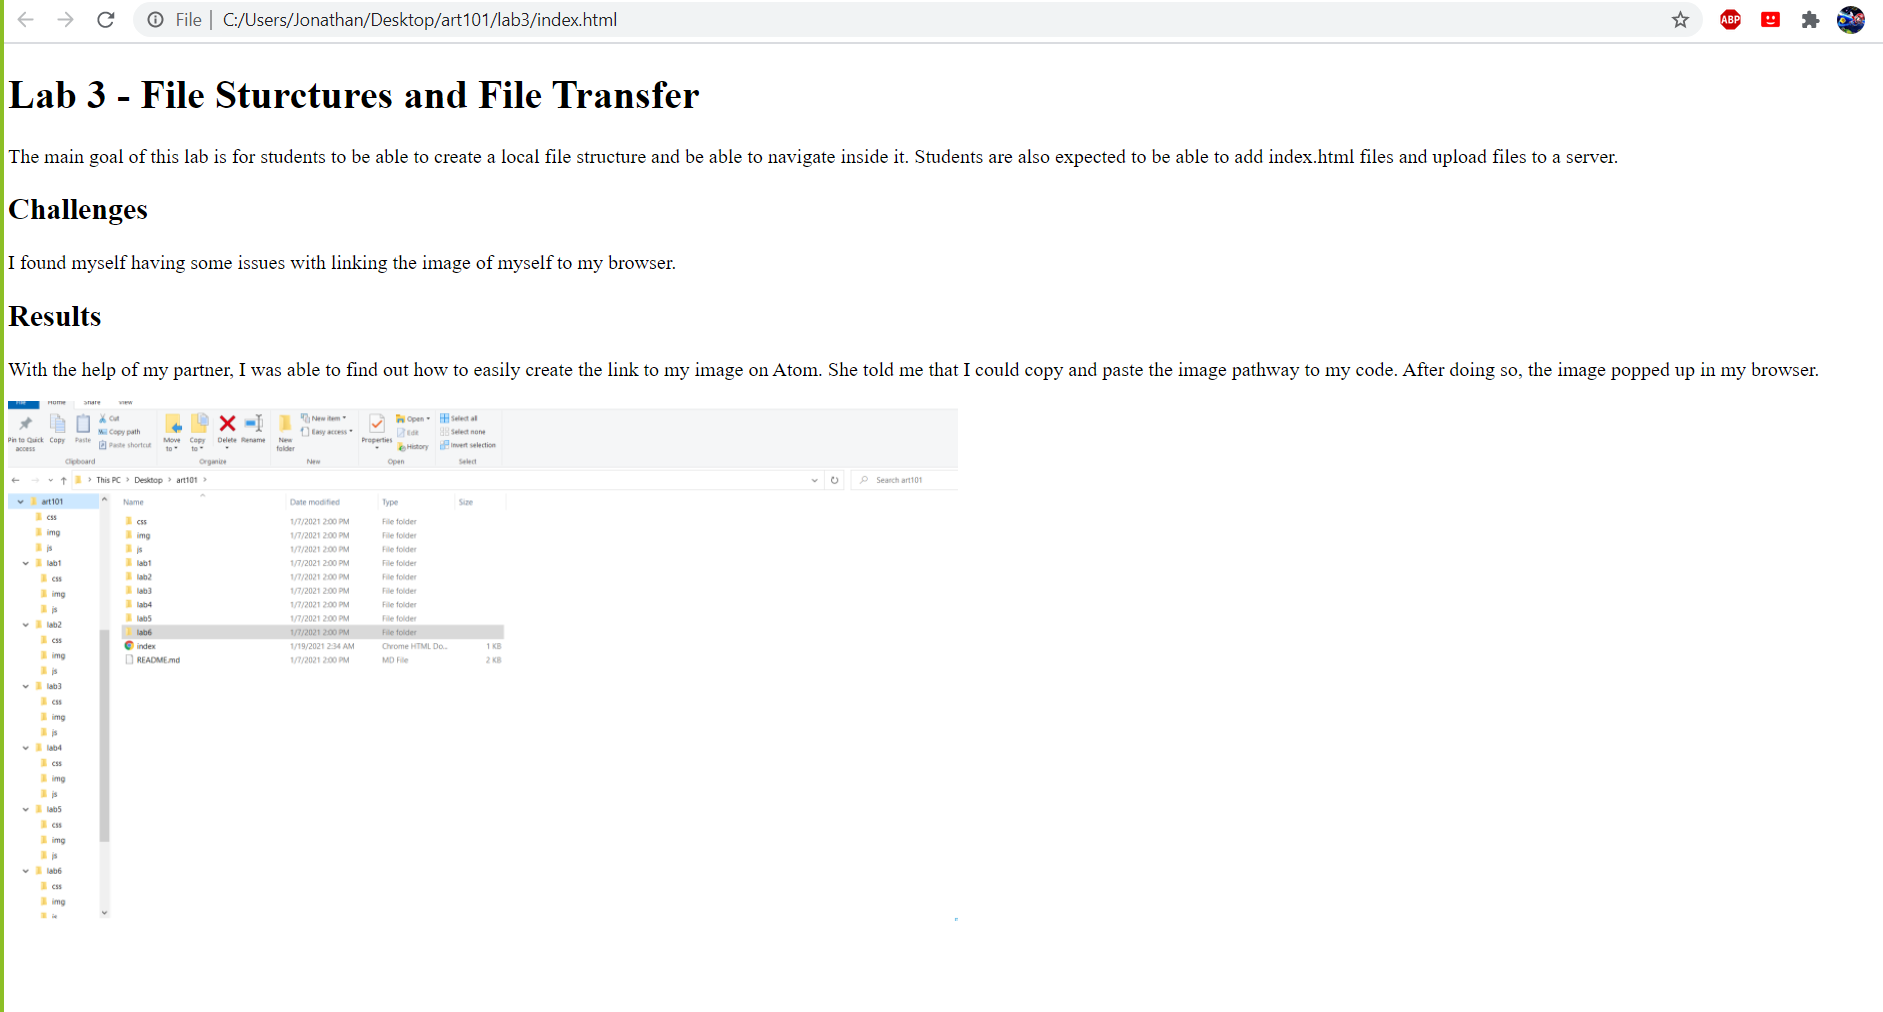 File | C:/Users/Jonathan/Desktop/art101/lab3/index.html
ABP
Lab 3 - File Sturctures and File Transfer
The main goal of this lab is for students to be able to create a local file structure and be able to navigate inside it. Students are also expected to be able to add index.html files and upload files to a server.
Challenges
I found myself having some issues with linking the image of myself to my browser.
Results
With the help of my partner, I was able to find out how to easily create the link to my image on Atom. She told me that I could copy and paste the image pathway to my code. After doing so, the image popped up in my browser.
File Home Share View
Pin to Quick access
Copy
Paste
Cut
Copy path
Paste shortcut
Clipboard
Move to
Copy to
Delete
Rename
Organize
New folder
New item
Easy access
New
Properties
Open
Edit
History
Open
Select all
Select none
Invert selection
Select
This PC > Desktop > art101 >
Search art101
art101
css
img
js
lab1
css
img
js
lab2
css
img
js
lab3
css
img
js
lab4
css
img
js
lab5
css
img
js
lab6
css
img
js
Name Date modified Type Size
css 1/7/2021 2:00 PM File folder
img 1/7/2021 2:00 PM File folder
js 1/7/2021 2:00 PM File folder
lab1 1/7/2021 2:00 PM File folder
lab2 1/7/2021 2:00 PM File folder
lab3 1/7/2021 2:00 PM File folder
lab4 1/7/2021 2:00 PM File folder
lab5 1/7/2021 2:00 PM File folder
lab6 1/7/2021 2:00 PM File folder
index 1/19/2021 2:34 AM Chrome HTML Do... 1 KB
README.md 1/7/2021 2:00 PM MD File 2 KB